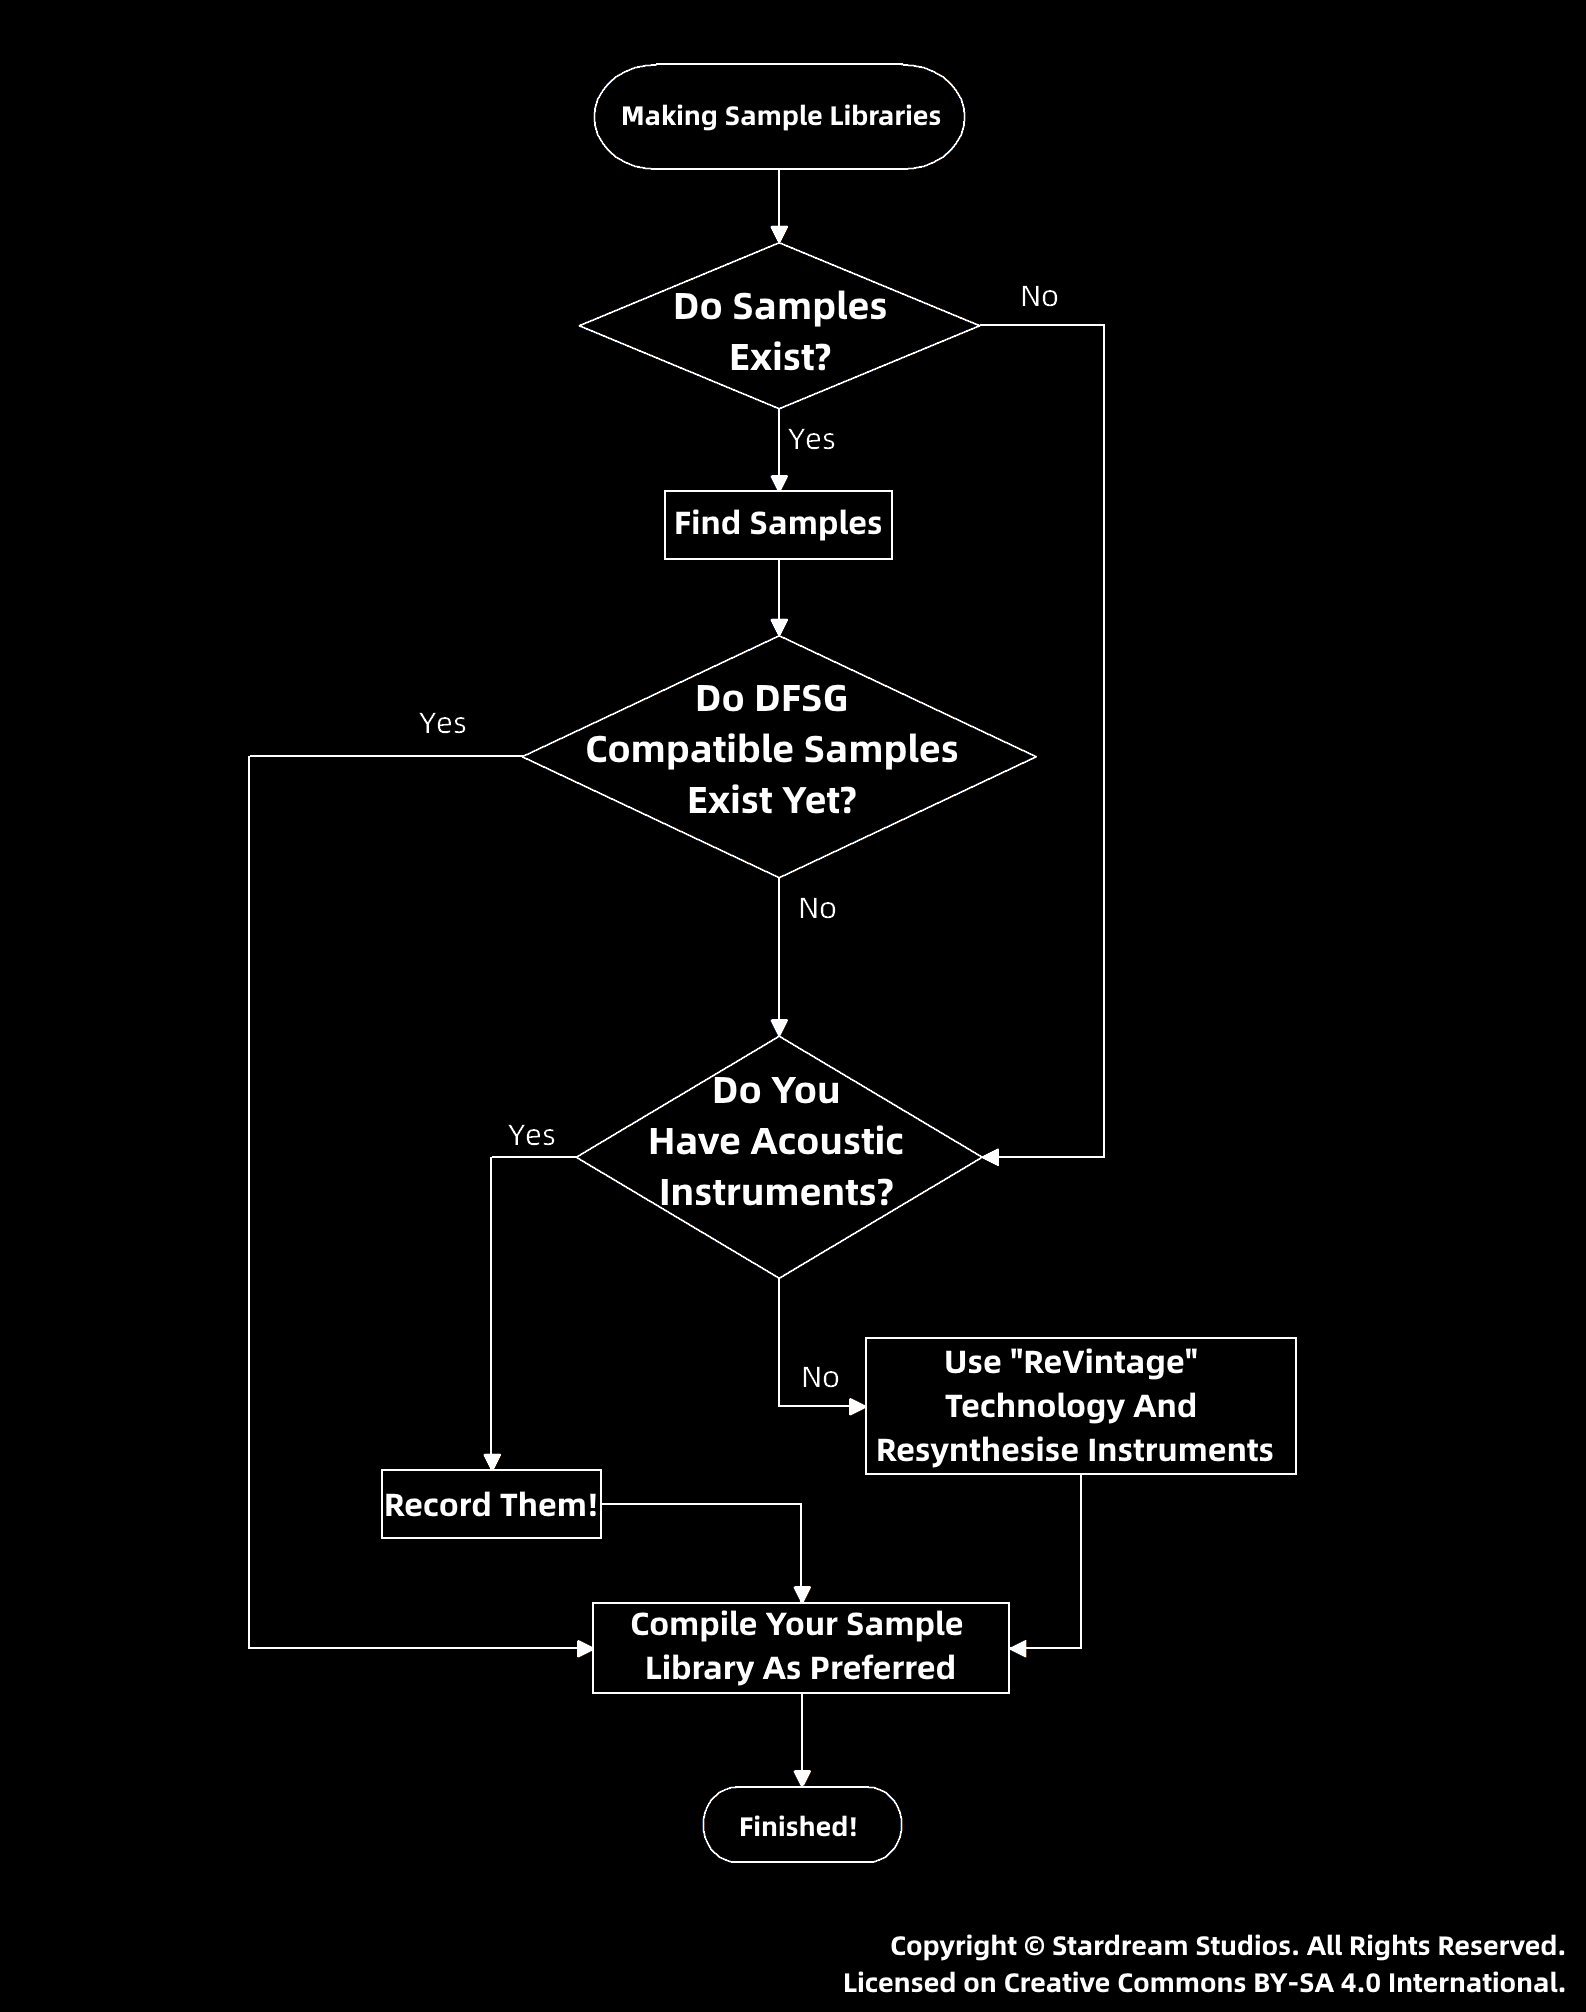 Making Sample Libraries
Do Samples
Exist?
No
Yes
Find Samples
Do DFSG
Compatible Samples
Exist Yet?
Yes
No
Do You
Have Acoustic
Instruments?
Yes
No
Use "ReVintage"
Technology And
Resynthesise Instruments
Record Them!
Compile Your Sample
Library As Preferred
Finished!
Copyright © Stardream Studios. All Rights Reserved.
Licensed on Creative Commons BY-SA 4.0 International.